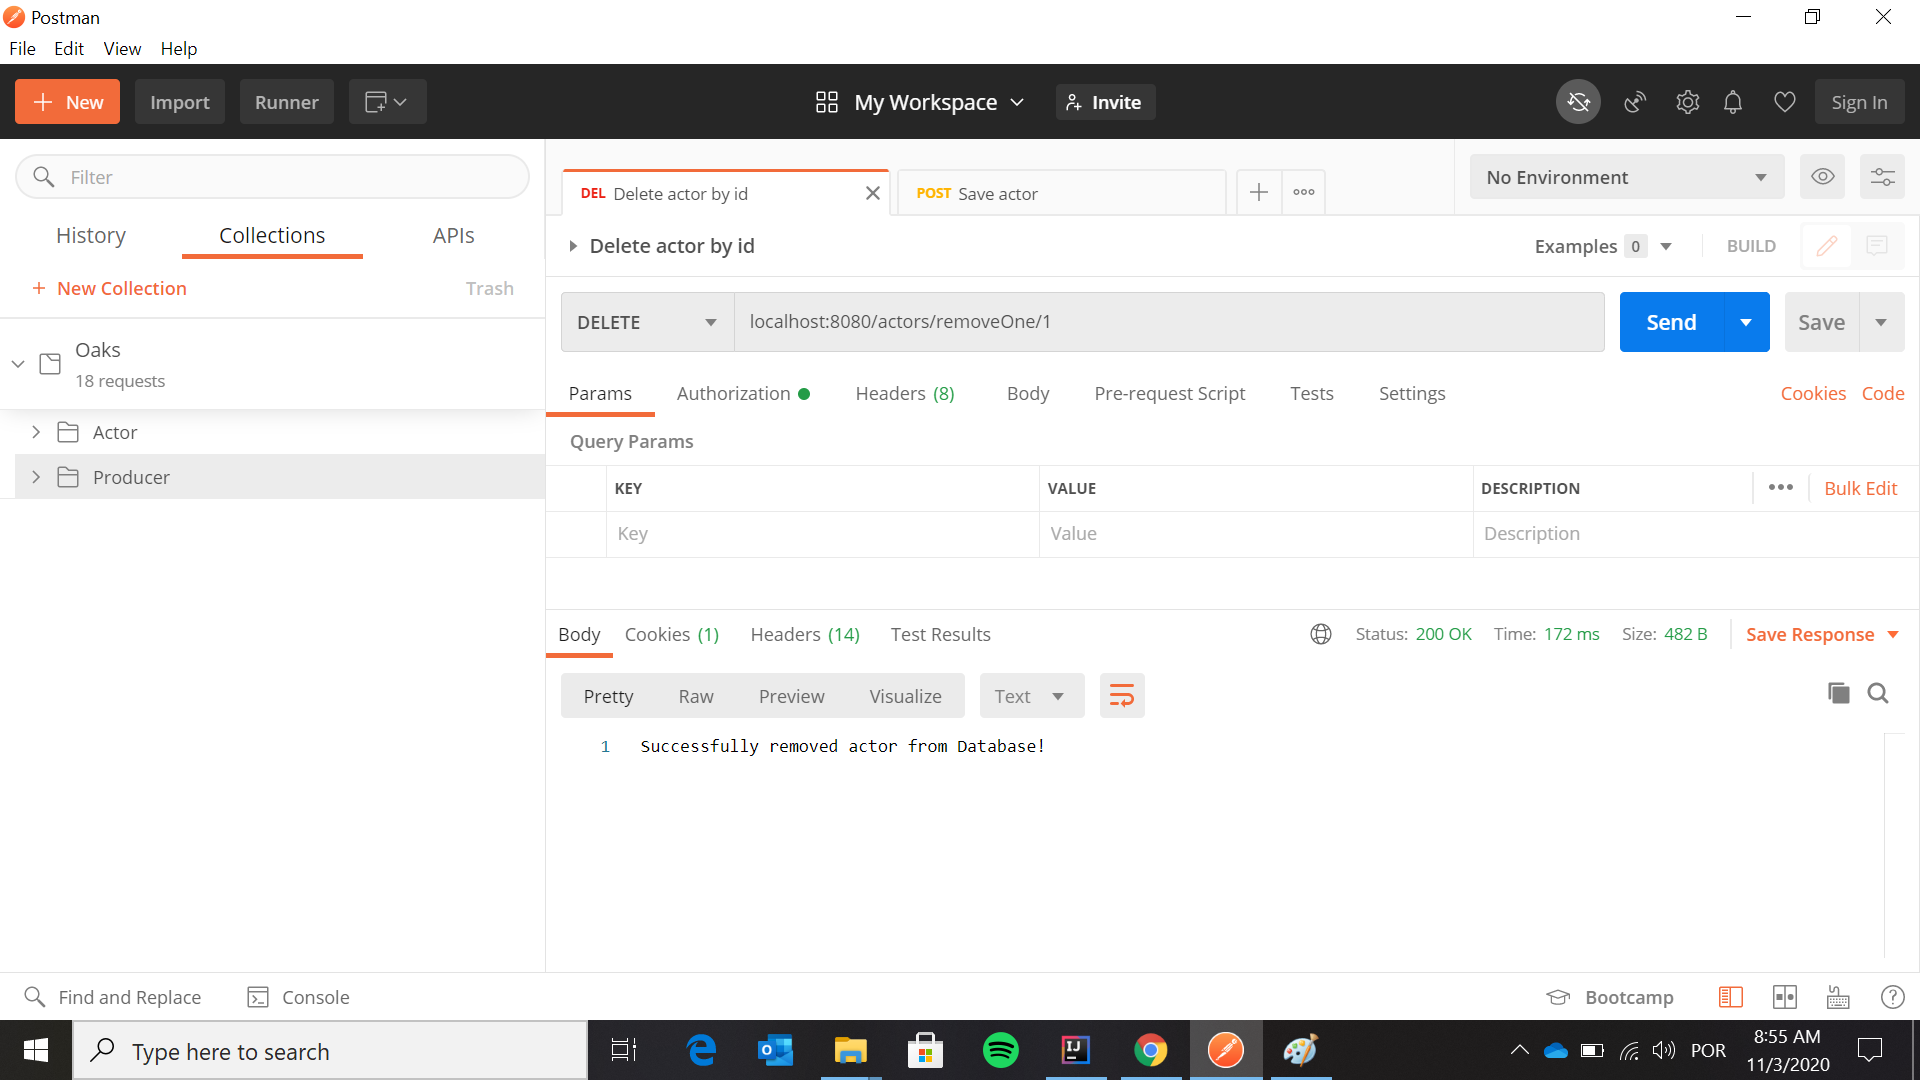 Postman
File Edit View Help
New Import Runner My Workspace Invite Sign In
Filter
DEL Delete actor by id POST Save actor No Environment
History Collections APIs
Delete actor by id Examples 0 BUILD
+ New Collection Trash
DELETE localhost:8080/actors/removeOne/1 Send Save
Oaks
18 requests
Params Authorization Headers (8) Body Pre-request Script Tests Settings Cookies Code
Actor
Query Params
Producer
KEY VALUE DESCRIPTION Bulk Edit
Key Value Description
Body Cookies (1) Headers (14) Test Results Status: 200 OK Time: 172 ms Size: 482 B Save Response
Pretty Raw Preview Visualize Text
1 Successfully removed actor from Database!
Find and Replace Console Bootcamp
Type here to search
IJ
POR
8:55 AM
11/3/2020